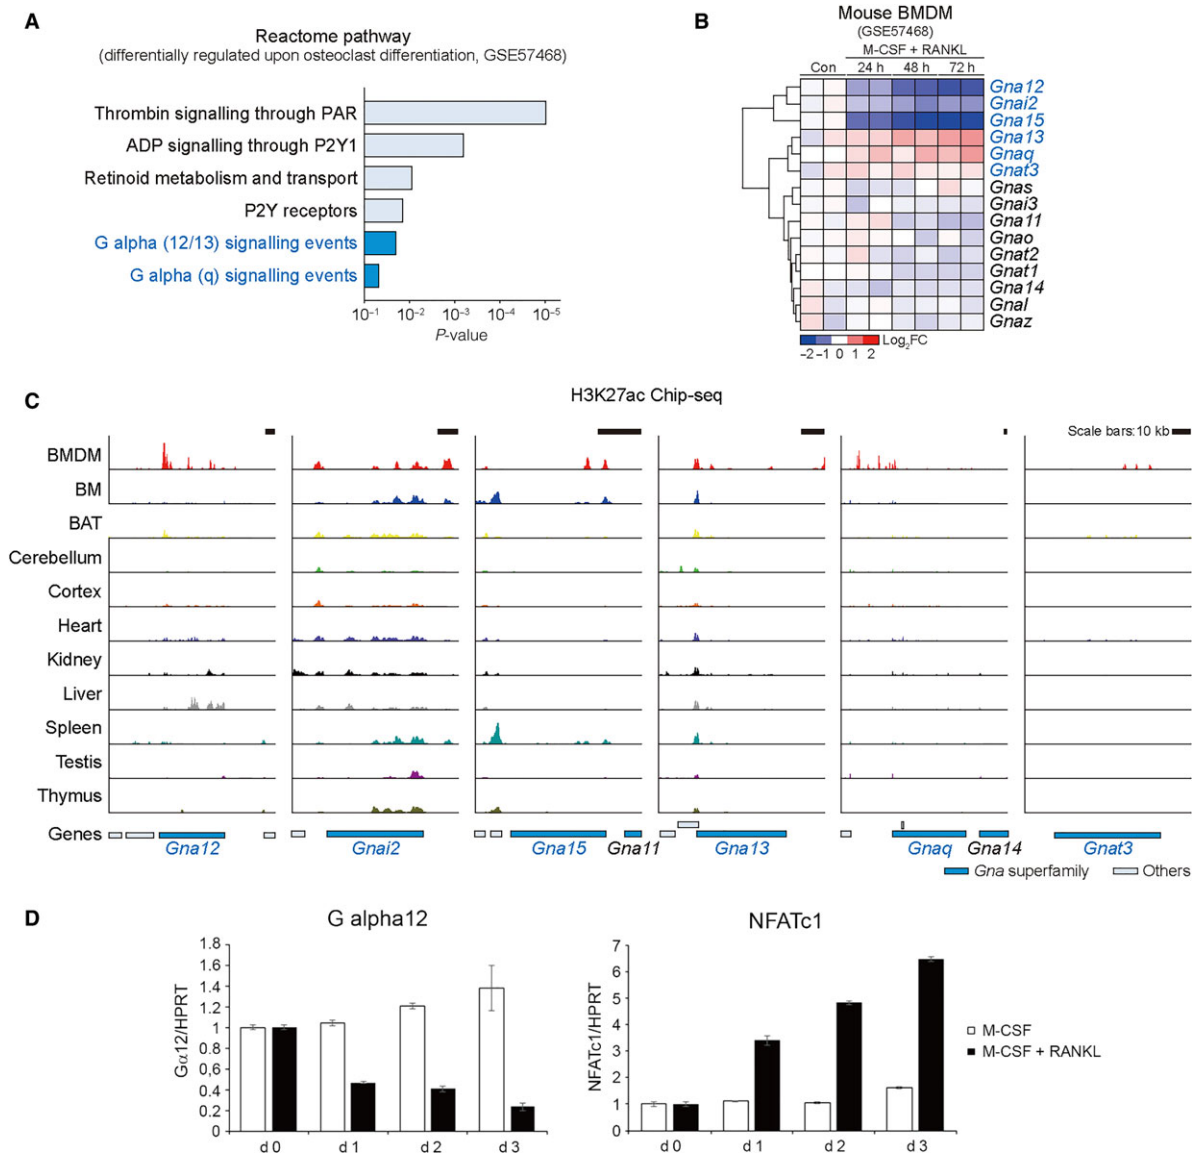 A
Reactome pathway
(differentially regulated upon osteoclast differentiation, GSE57468)
Thrombin signalling through PAR
ADP signalling through P2Y1
Retinoid metabolism and transport
P2Y receptors
G alpha (12/13) signalling events
G alpha (q) signalling events
10–1 10–2 10–3 10–4 10–5
P-value
B
Mouse BMDM
(GSE57468)
M-CSF + RANKL
Con 24 h 48 h 72 h
Gna12
Gnai2
Gna15
Gna13
Gnaq
Gnat3
Gnas
Gnai3
Gna11
Gnao
Gnat2
Gnat1
Gna14
Gnal
Gnaz
Log2FC
–2 –1 0 1 2
C
H3K27ac Chip-seq
Scale bars:10 kb
BMDM
BM
BAT
Cerebellum
Cortex
Heart
Kidney
Liver
Spleen
Testis
Thymus
Genes
Gna12 Gnai2 Gna15 Gna11 Gna13 Gnaq Gna14 Gnat3
Gna superfamily Others
D
G alpha12
Gα12/HPRT
1.8
1.6
1.4
1.2
1
0.8
0,6
0,4
0.2
0
d 0 d 1 d 2 d 3
NFATc1
NFATc1/HPRT
7
6
5
4
3
2
1
0
d 0 d 1 d 2 d 3
M-CSF
M-CSF + RANKL